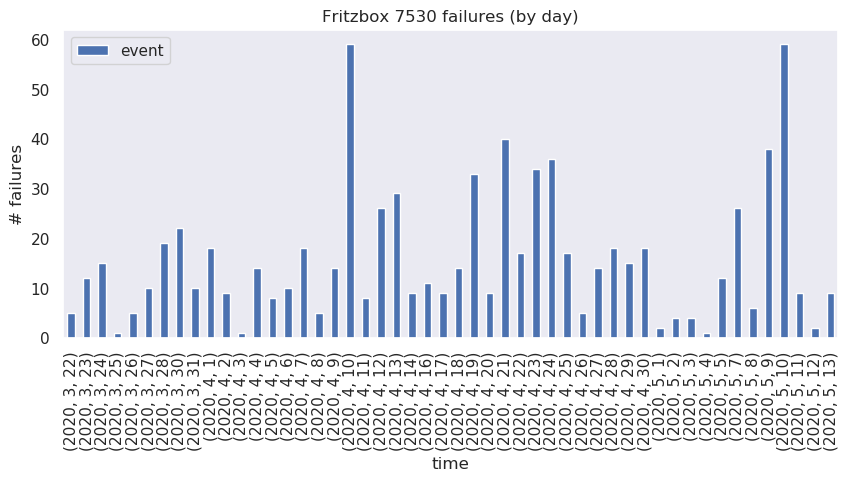 Fritzbox 7530 failures (by day)
event
# failures
60
50
40
30
20
10
0
(2020, 3, 22)
(2020, 3, 23)
(2020, 3, 24)
(2020, 3, 25)
(2020, 3, 26)
(2020, 3, 27)
(2020, 3, 28)
(2020, 3, 30)
(2020, 3, 31)
(2020, 4, 1)
(2020, 4, 2)
(2020, 4, 3)
(2020, 4, 4)
(2020, 4, 5)
(2020, 4, 6)
(2020, 4, 7)
(2020, 4, 8)
(2020, 4, 9)
(2020, 4, 10)
(2020, 4, 11)
(2020, 4, 12)
(2020, 4, 13)
(2020, 4, 14)
(2020, 4, 16)
(2020, 4, 17)
(2020, 4, 18)
(2020, 4, 19)
(2020, 4, 20)
(2020, 4, 21)
(2020, 4, 22)
(2020, 4, 23)
(2020, 4, 24)
(2020, 4, 25)
(2020, 4, 26)
(2020, 4, 27)
(2020, 4, 28)
(2020, 4, 29)
(2020, 4, 30)
(2020, 5, 1)
(2020, 5, 2)
(2020, 5, 3)
(2020, 5, 4)
(2020, 5, 5)
(2020, 5, 7)
(2020, 5, 8)
(2020, 5, 9)
(2020, 5, 10)
(2020, 5, 11)
(2020, 5, 12)
(2020, 5, 13)
time